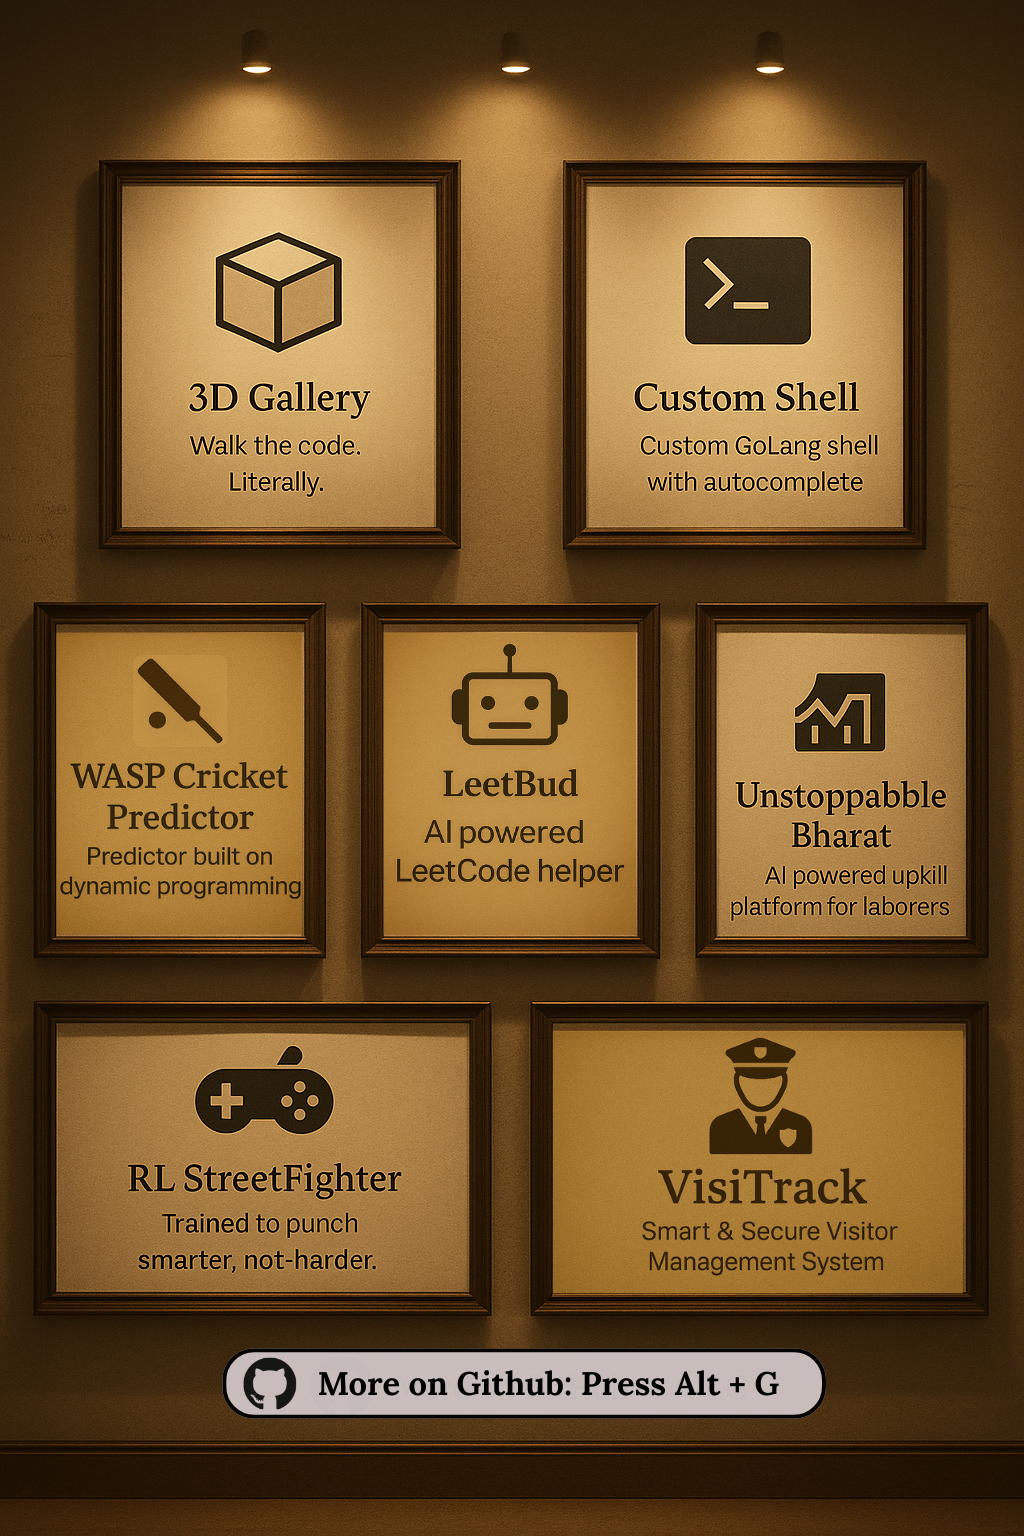 3D Gallery
Walk the code.
Literally.
Custom Shell
Custom GoLang shell
with autocomplete
WASP Cricket
Predictor
Predictor built on
dynamic programming
LeetBud
AI powered
LeetCode helper
Unstoppabble
Bharat
AI powered upkill
platform for laborers
RL StreetFighter
Trained to punch
smarter, not-harder.
VisiTrack
Smart & Secure Visitor
Management System
More on Github: Press Alt + G